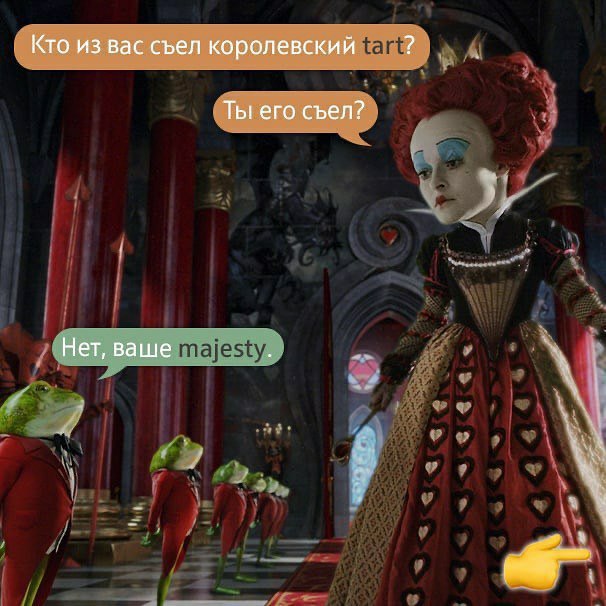 Кто из вас съел королевский tart?
Ты его съел?
Нет, ваше majesty.